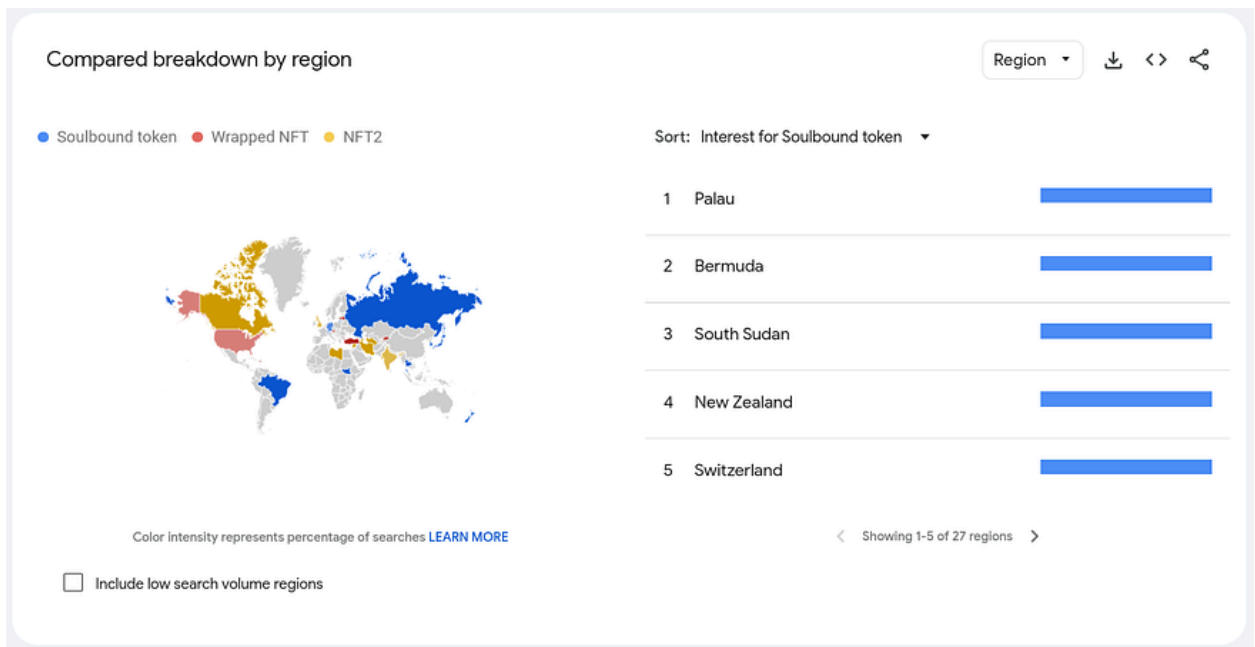 Compared breakdown by region
Region
Soulbound token Wrapped NFT NFT2
Sort: Interest for Soulbound token
1 Palau
2 Bermuda
3 South Sudan
4 New Zealand
5 Switzerland
Color intensity represents percentage of searches LEARN MORE
Showing 1-5 of 27 regions
Include low search volume regions